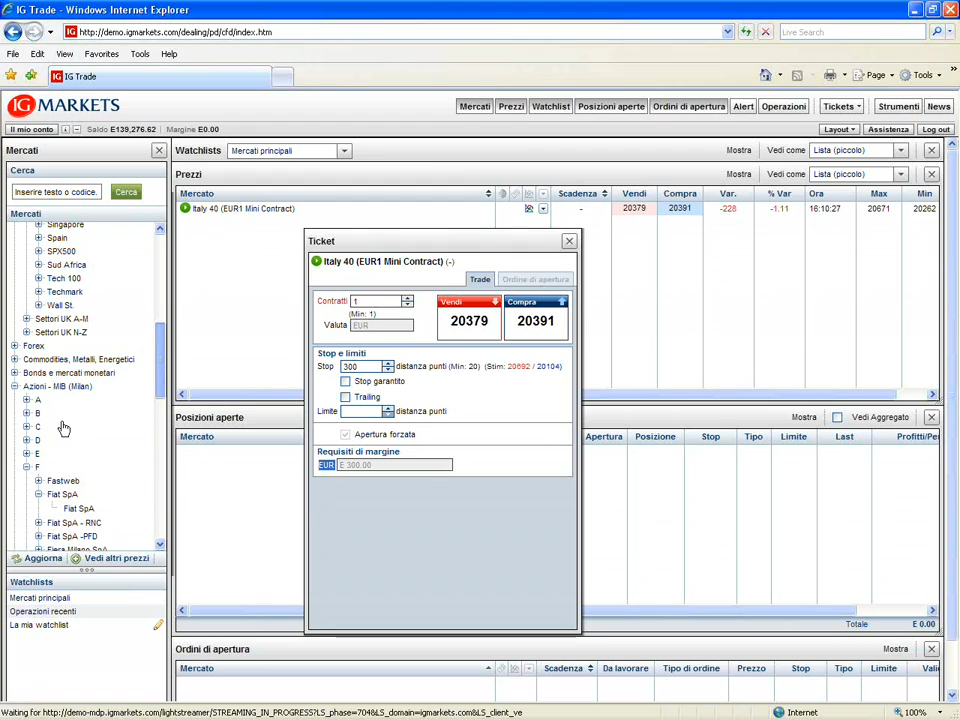 IG Trade - Windows Internet Explorer
http://demo.igmarkets.com/dealing/pd/cfd/index.htm
Live Search
File Edit View Favorites Tools Help
IG IG Trade
Page Tools
IG MARKETS
Mercati Prezzi Watchlist Posizioni aperte Ordini di apertura Alert Operazioni Tickets Strumenti News
Il mio conto Saldo E139,276.62 Margine E0.00
Layout Assistenza Log out
Mercati
Cerca
Inserire testo o codice. Cerca
Mercati
Singapore
Spain
SPX500
Sud Africa
Tech 100
Techmark
Wall St.
Settori UK A-M
Settori UK N-Z
Forex
Commodities, Metalli, Energetici
Bonds e mercati monetari
Azioni - MIB (Milan)
A
B
C
D
E
F
Fastweb
Fiat SpA
Fiat SpA
Fiat SpA - RNC
Fiat SpA -PFD
Fiera Milano SpA
Aggiorna Vedi altri prezzi
Watchlists
Mercati principali
Operazioni recenti
La mia watchlist
Watchlists Mercati principali Mostra Vedi come Lista (piccolo)
Prezzi Mostra Vedi come Lista (piccolo)
Mercato Scadenza Vendi Compra Var. % Var Ora Max Min
Italy 40 (EUR1 Mini Contract) - 20379 20391 -228 -1.11 16:10:27 20671 20262
Ticket
Italy 40 (EUR1 Mini Contract) (-)
Trade Ordine di apertura
Contratti 1
(Min: 1)
Valuta EUR
Vendi Compra
20379 20391
Stop e limiti
Stop 300 distanza punti (Min: 20) (Stim: 20692 / 20104)
Stop garantito
Trailing
Limite distanza punti
Apertura forzata
Requisiti di margine
EUR E 300.00
Posizioni aperte Mostra Vedi Aggregato
Mercato Apertura Posizione Stop Tipo Limite Last Profitti/Per
Totale E 0.00
Ordini di apertura Mostra
Mercato Scadenza Da lavorare Tipo di ordine Prezzo Stop Tipo Limite Vali
Waiting for http://demo-mdp.igmarkets.com/lightstreamer/STREAMING_IN_PROGRESS?LS_phase=704&LS_domain=igmarkets.com&LS_client_ve
Internet 100%